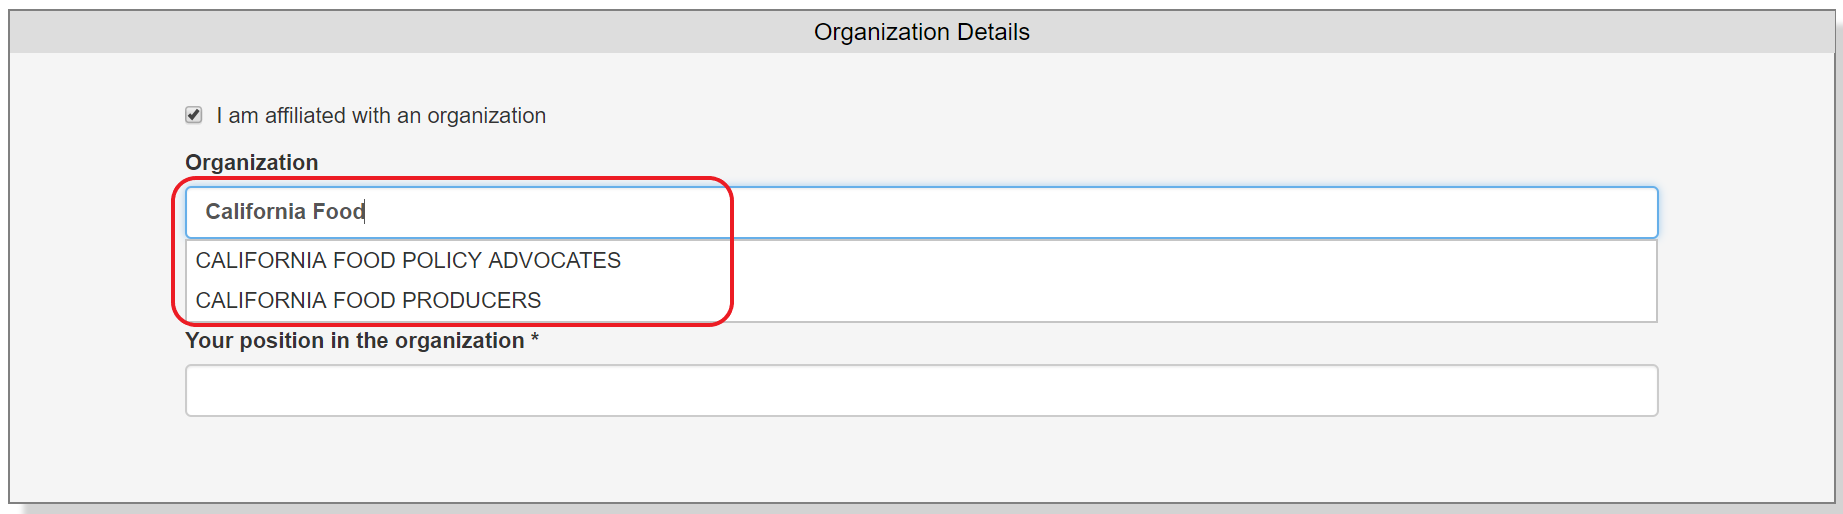 Organization Details
I am affiliated with an organization
Organization
California Food
CALIFORNIA FOOD POLICY ADVOCATES
CALIFORNIA FOOD PRODUCERS
Your position in the organization *